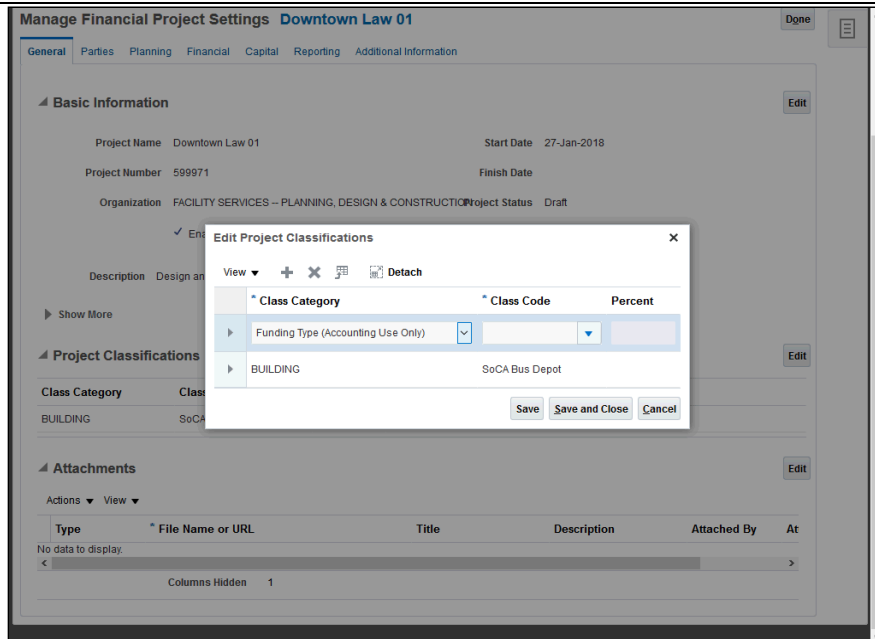 Manage Financial Project Settings Downtown Law 01 Done
General Parties Planning Financial Capital Reporting Additional Information
Basic Information Edit
Project Name Downtown Law 01 Start Date 27-Jan-2018
Project Number 599971 Finish Date
Organization FACILITY SERVICES -- PLANNING, DESIGN & CONSTRUCTION Project Status Draft
Ena
Edit Project Classifications
View Detach
Description Design an
* Class Category * Class Code Percent
Show More
Funding Type (Accounting Use Only)
Project Classifications Edit
BUILDING SoCA Bus Depot
Class Category Class
Save Save and Close Cancel
BUILDING SoCA
Attachments Edit
Actions View
Type * File Name or URL Title Description Attached By At
No data to display.
Columns Hidden 1